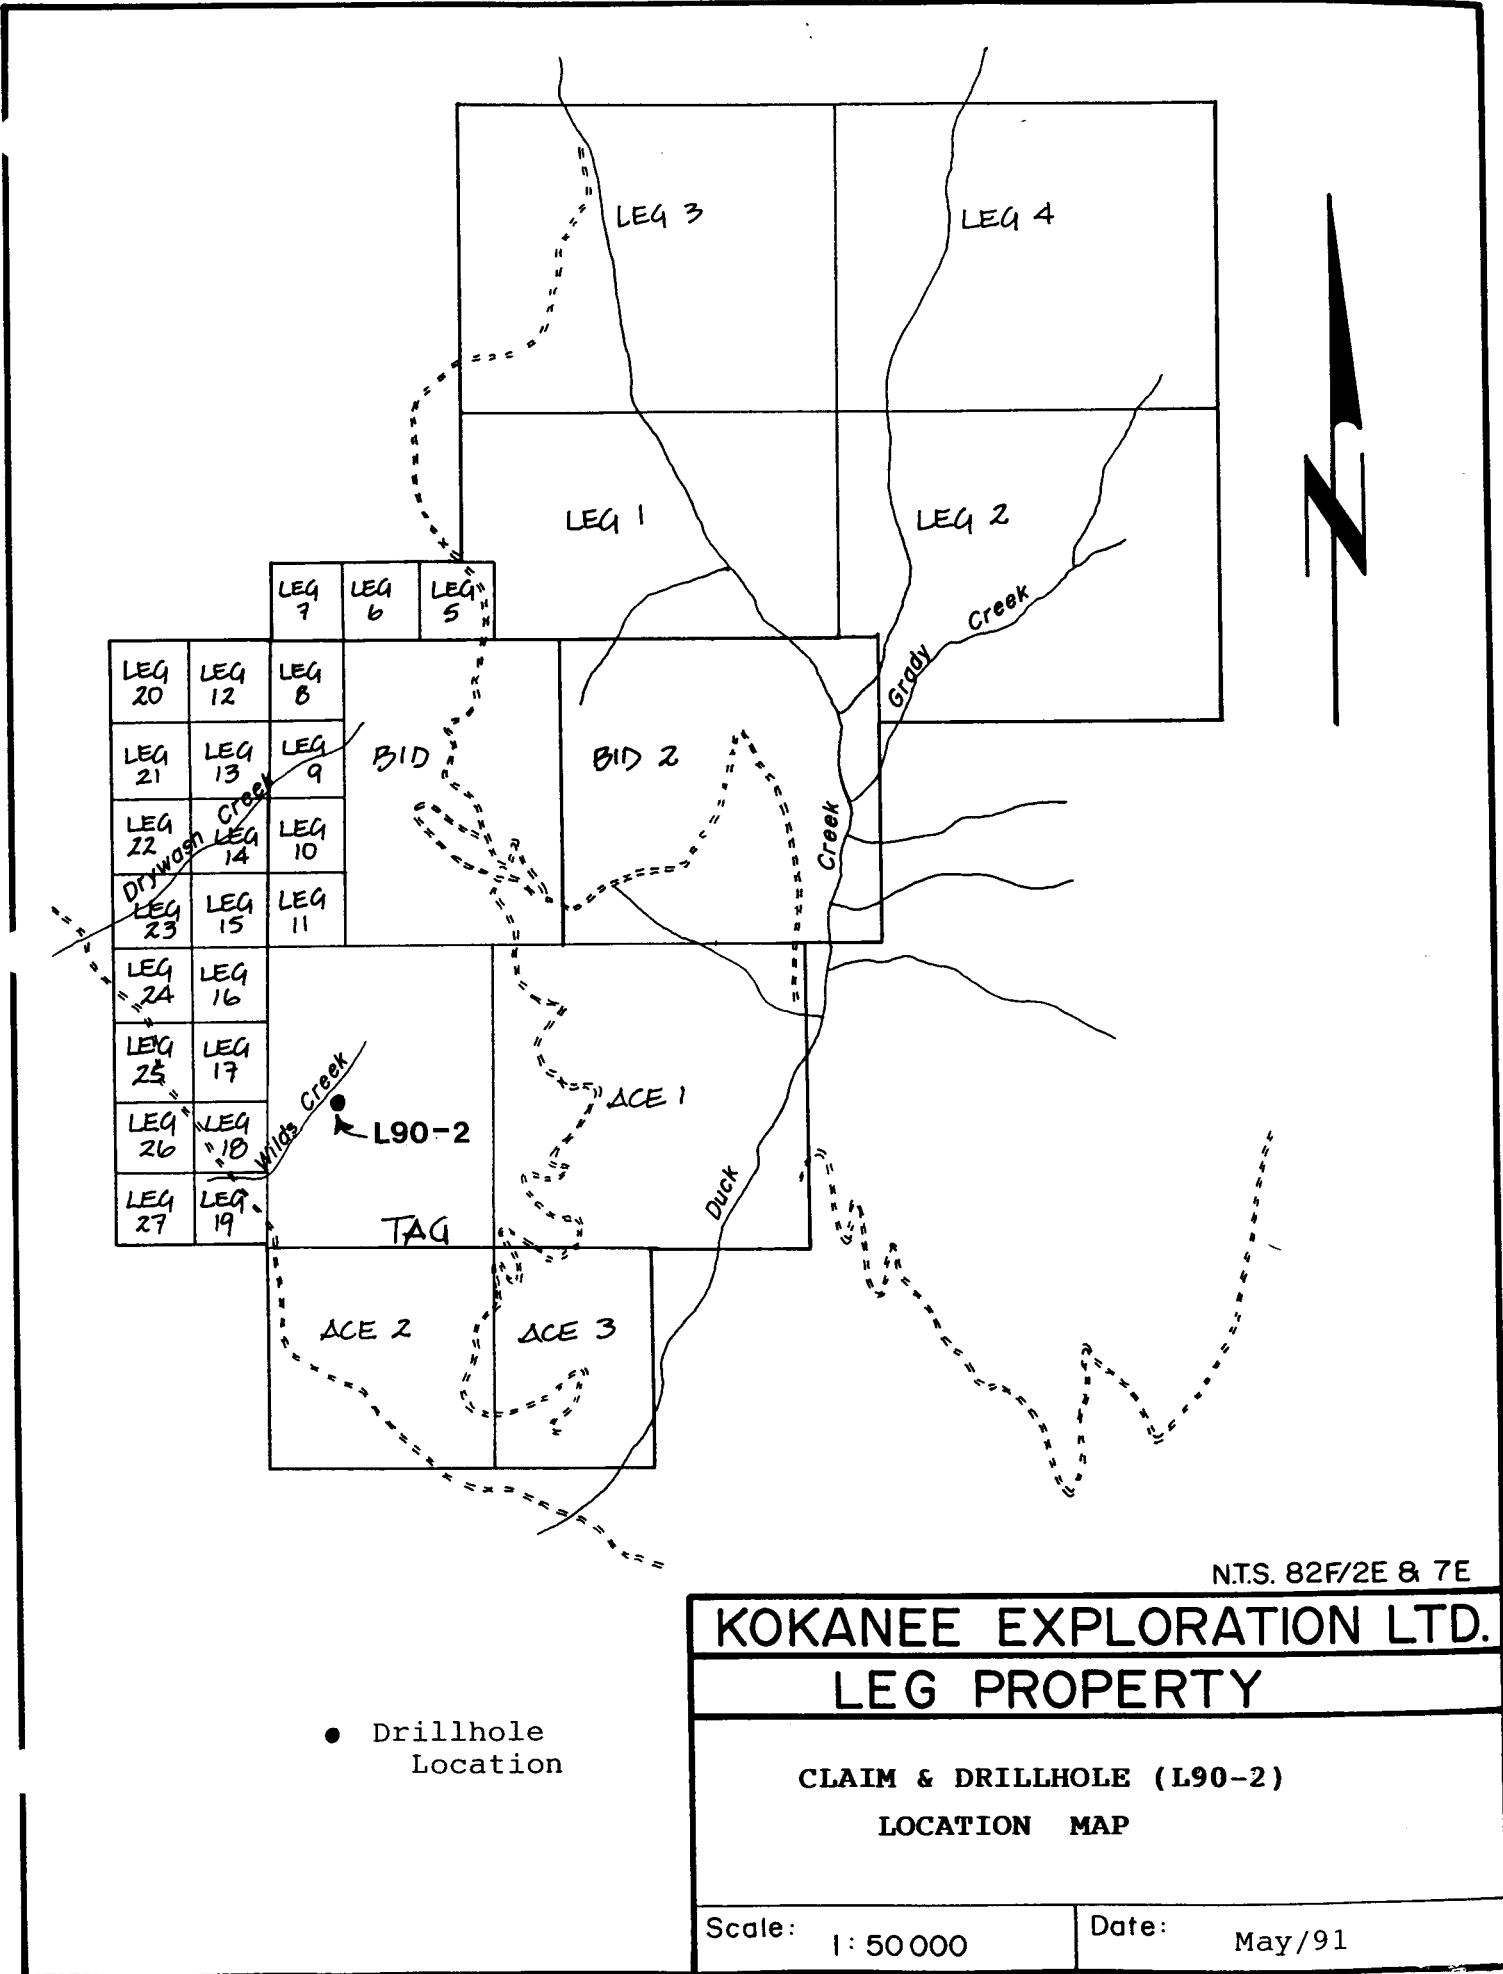 LEG 3
LEG 4
LEG 1
LEG 2
LEG
7
LEG
6
LEG
5
Grady Creek
LEG
20
LEG
12
LEG
8
LEG
21
LEG
13
LEG
9
BID
BID 2
LEG
22
LEG
14
LEG
10
Drywash Creek
LEG
23
LEG
15
LEG
11
Duck Creek
LEG
24
LEG
16
LEG
25
LEG
17
LEG
26
LEG
18
Wilds Creek
L90-2
ACE 1
LEG
27
LEG
19
TAG
ACE 2
ACE 3
N
N.T.S. 82F/2E & 7E
KOKANEE EXPLORATION LTD.
LEG PROPERTY
Drillhole
Location
CLAIM & DRILLHOLE (L90-2)
LOCATION MAP
Scale: 1:50000
Date: May/91